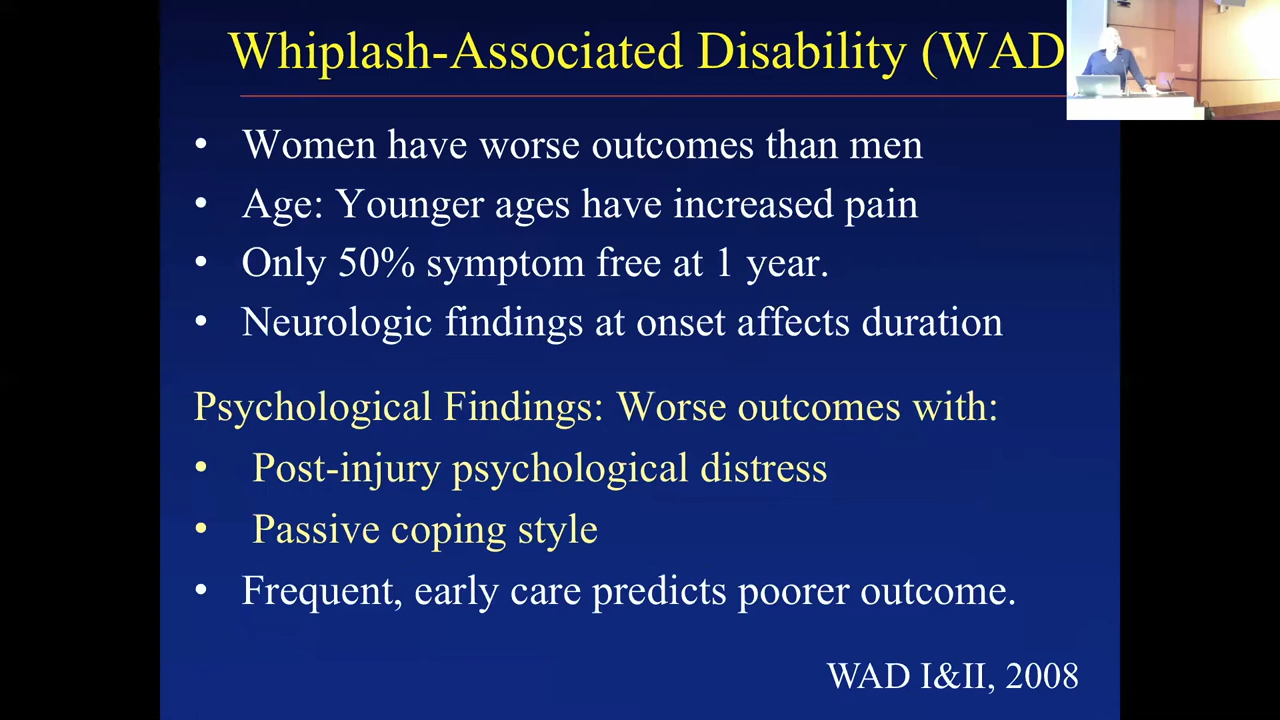 Whiplash-Associated Disability (WAD
• Women have worse outcomes than men
• Age: Younger ages have increased pain
• Only 50% symptom free at 1 year.
• Neurologic findings at onset affects duration
Psychological Findings: Worse outcomes with:
• Post-injury psychological distress
• Passive coping style
• Frequent, early care predicts poorer outcome.
WAD I&II, 2008